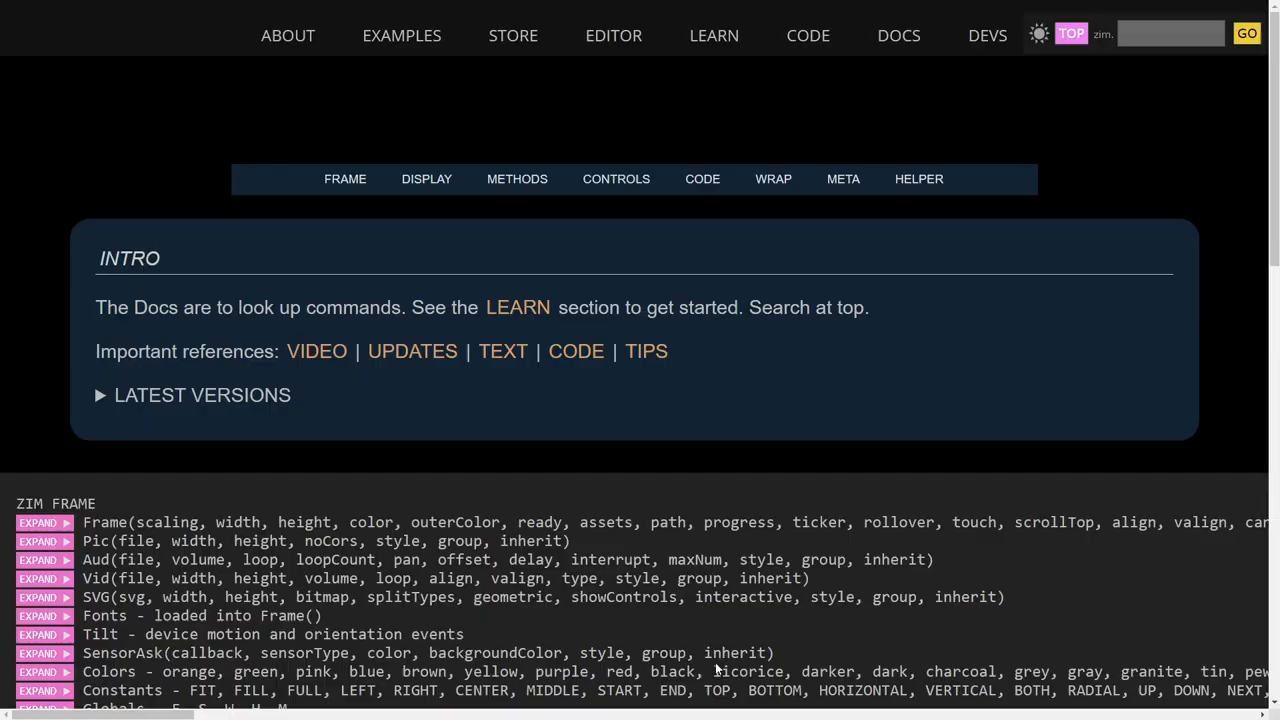 ABOUT EXAMPLES STORE EDITOR LEARN CODE DOCS DEVS TOP zim. GO
FRAME DISPLAY METHODS CONTROLS CODE WRAP META HELPER
INTRO
The Docs are to look up commands. See the LEARN section to get started. Search at top.
Important references: VIDEO | UPDATES | TEXT | CODE | TIPS
▶ LATEST VERSIONS
ZIM FRAME
EXPAND ▶ Frame(scaling, width, height, color, outerColor, ready, assets, path, progress, ticker, rollover, touch, scrollTop, align, valign, can
EXPAND ▶ Pic(file, width, height, noCors, style, group, inherit)
EXPAND ▶ Aud(file, volume, loop, loopCount, pan, offset, delay, interrupt, maxNum, style, group, inherit)
EXPAND ▶ Vid(file, width, height, volume, loop, align, valign, type, style, group, inherit)
EXPAND ▶ SVG(svg, width, height, bitmap, splitTypes, geometric, showControls, interactive, style, group, inherit)
EXPAND ▶ Fonts - loaded into Frame()
EXPAND ▶ Tilt - device motion and orientation events
EXPAND ▶ SensorAsk(callback, sensorType, color, backgroundColor, style, group, inherit)
EXPAND ▶ Colors - orange, green, pink, blue, brown, yellow, purple, red, black, licorice, darker, dark, charcoal, grey, gray, granite, tin, pew
EXPAND ▶ Constants - FIT, FILL, FULL, LEFT, RIGHT, CENTER, MIDDLE, START, END, TOP, BOTTOM, HORIZONTAL, VERTICAL, BOTH, RADIAL, UP, DOWN, NEXT,
EXPAND ▶ Globals - F, S, W, H, M